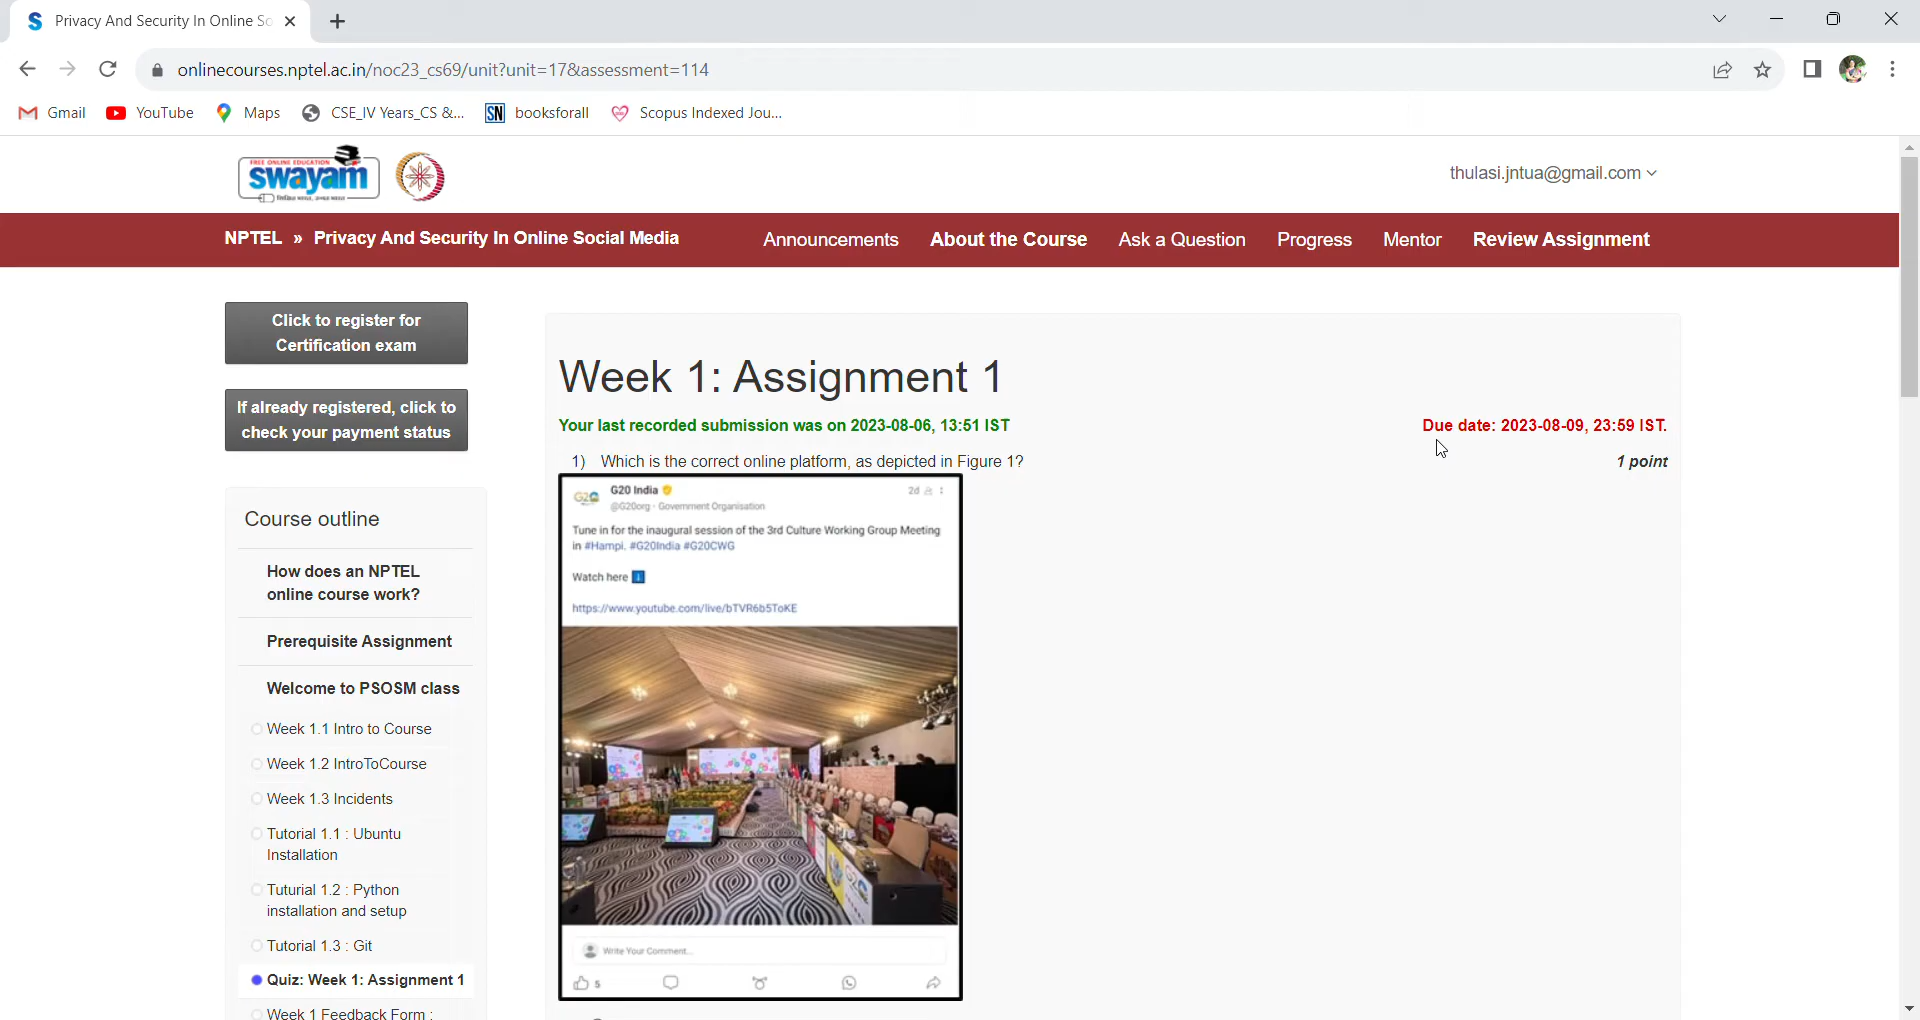 Privacy And Security In Online So
onlinecourses.nptel.ac.in/noc23_cs69/unit?unit=17&assessment=114
Gmail
YouTube
Maps
CSE_IV Years_CS &...
SN booksforall
Scopus Indexed Jou...
FREE ONLINE EDUCATION
swayam
thulasi.jntua@gmail.com
NPTEL » Privacy And Security In Online Social Media
Announcements
About the Course
Ask a Question
Progress
Mentor
Review Assignment
Click to register for
Certification exam
If already registered, click to
check your payment status
Course outline
How does an NPTEL
online course work?
Prerequisite Assignment
Welcome to PSOSM class
Week 1.1 Intro to Course
Week 1.2 IntroToCourse
Week 1.3 Incidents
Tutorial 1.1 : Ubuntu
Installation
Tuturial 1.2 : Python
installation and setup
Tutorial 1.3 : Git
Quiz: Week 1: Assignment 1
Week 1 Feedback Form :
Week 1: Assignment 1
Your last recorded submission was on 2023-08-06, 13:51 IST
Due date: 2023-08-09, 23:59 IST.
1) Which is the correct online platform, as depicted in Figure 1?
1 point
G20
G20 India
2d
@G20org · Government Organisation
Tune in for the inaugural session of the 3rd Culture Working Group Meeting
in #Hampi. #G20India #G20CWG
Watch here
https://www.youtube.com/live/bTVR6b5ToKE
Write Your Comment...
5